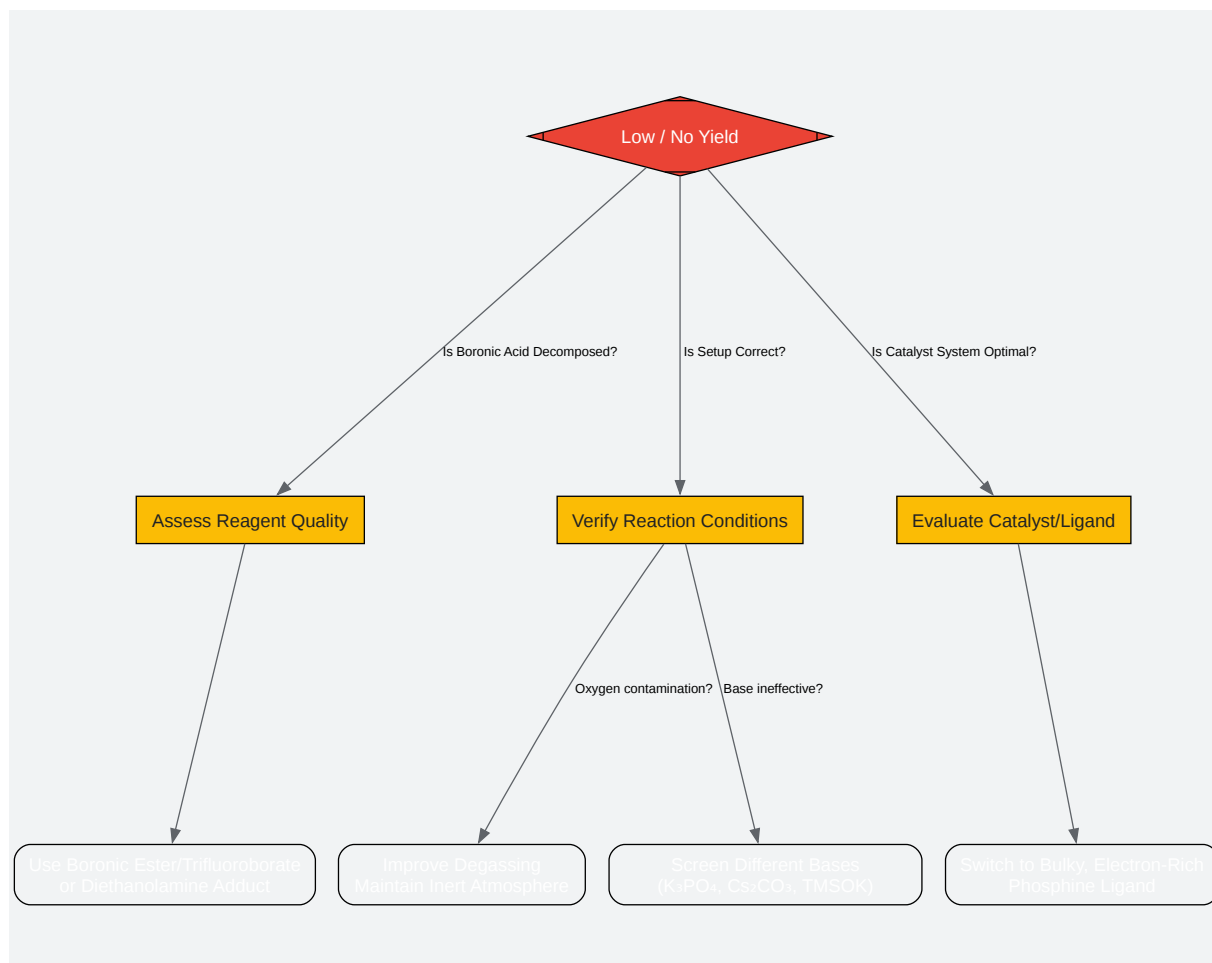 Low / No Yield
Is Boronic Acid Decomposed?
Is Setup Correct?
Is Catalyst System Optimal?
Assess Reagent Quality
Verify Reaction Conditions
Evaluate Catalyst/Ligand
Oxygen contamination?
Base ineffective?
Use Boronic Ester/Trifluoroborate
or Diethanolamine Adduct
Improve Degassing
Maintain Inert Atmosphere
Screen Different Bases
(K₃PO₄, Cs₂CO₃, TMSOK)
Switch to Bulky, Electron-Rich
Phosphine Ligand